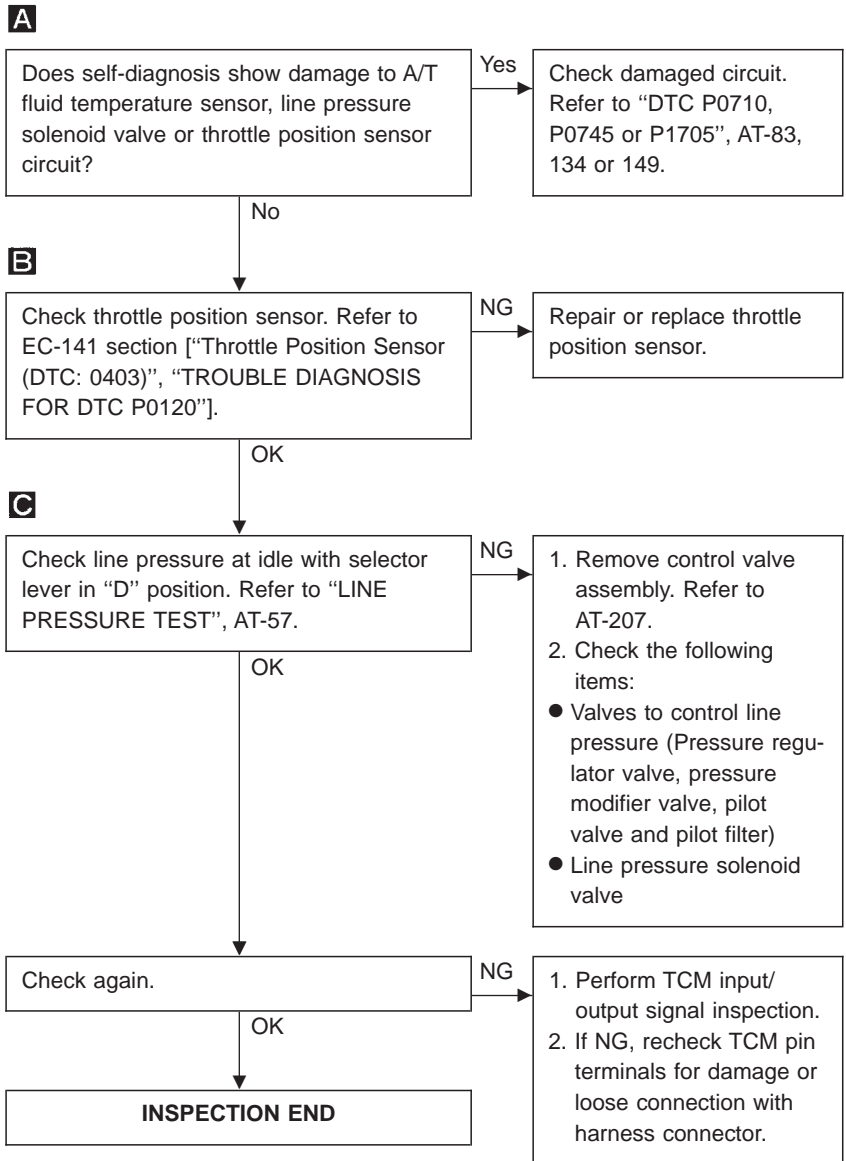 A
Does self-diagnosis show damage to A/T
fluid temperature sensor, line pressure
solenoid valve or throttle position sensor
circuit?
Yes
Check damaged circuit.
Refer to “DTC P0710,
P0745 or P1705’’, AT-83,
134 or 149.
No
B
Check throttle position sensor. Refer to
EC-141 section [“Throttle Position Sensor
(DTC: 0403)’’, “TROUBLE DIAGNOSIS
FOR DTC P0120’’].
NG
Repair or replace throttle
position sensor.
OK
C
Check line pressure at idle with selector
lever in “D’’ position. Refer to “LINE
PRESSURE TEST’’, AT-57.
NG
1. Remove control valve
assembly. Refer to
AT-207.
2. Check the following
items:
● Valves to control line
pressure (Pressure regu-
lator valve, pressure
modifier valve, pilot
valve and pilot filter)
● Line pressure solenoid
valve
OK
Check again.
NG
1. Perform TCM input/
output signal inspection.
2. If NG, recheck TCM pin
terminals for damage or
loose connection with
harness connector.
OK
INSPECTION END